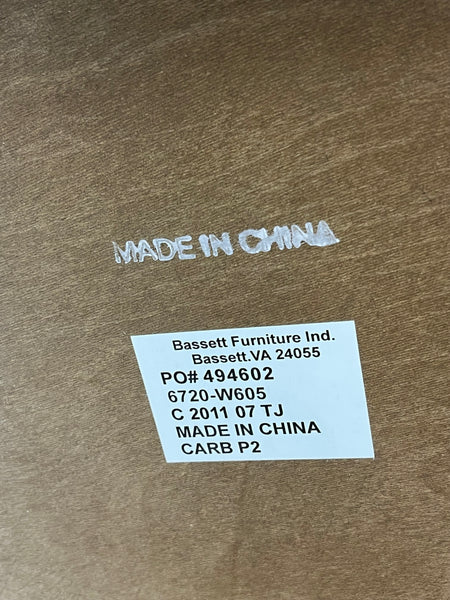 MADE IN CHINA
Bassett Furniture Ind.
Bassett.VA 24055
PO# 494602
6720-W605
C 2011 07 TJ
MADE IN CHINA
CARB P2